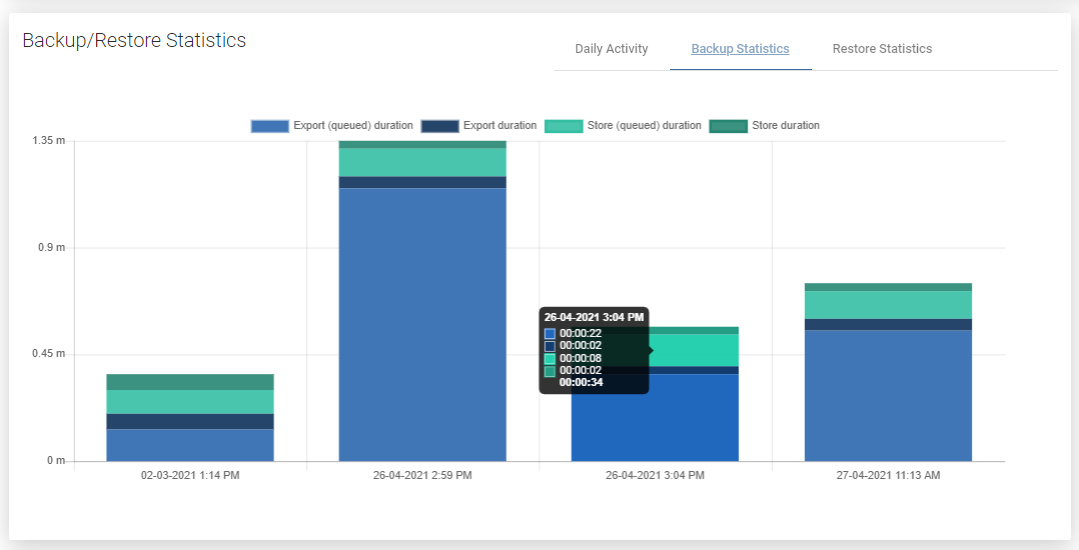 Backup/Restore Statistics
Daily Activity Backup Statistics Restore Statistics
Export (queued) duration Export duration Store (queued) duration Store duration
1.35 m
0.9 m
0.45 m
0 m
26-04-2021 3:04 PM
00:00:22
00:00:02
00:00:08
00:00:02
00:00:34
02-03-2021 1:14 PM 26-04-2021 2:59 PM 26-04-2021 3:04 PM 27-04-2021 11:13 AM